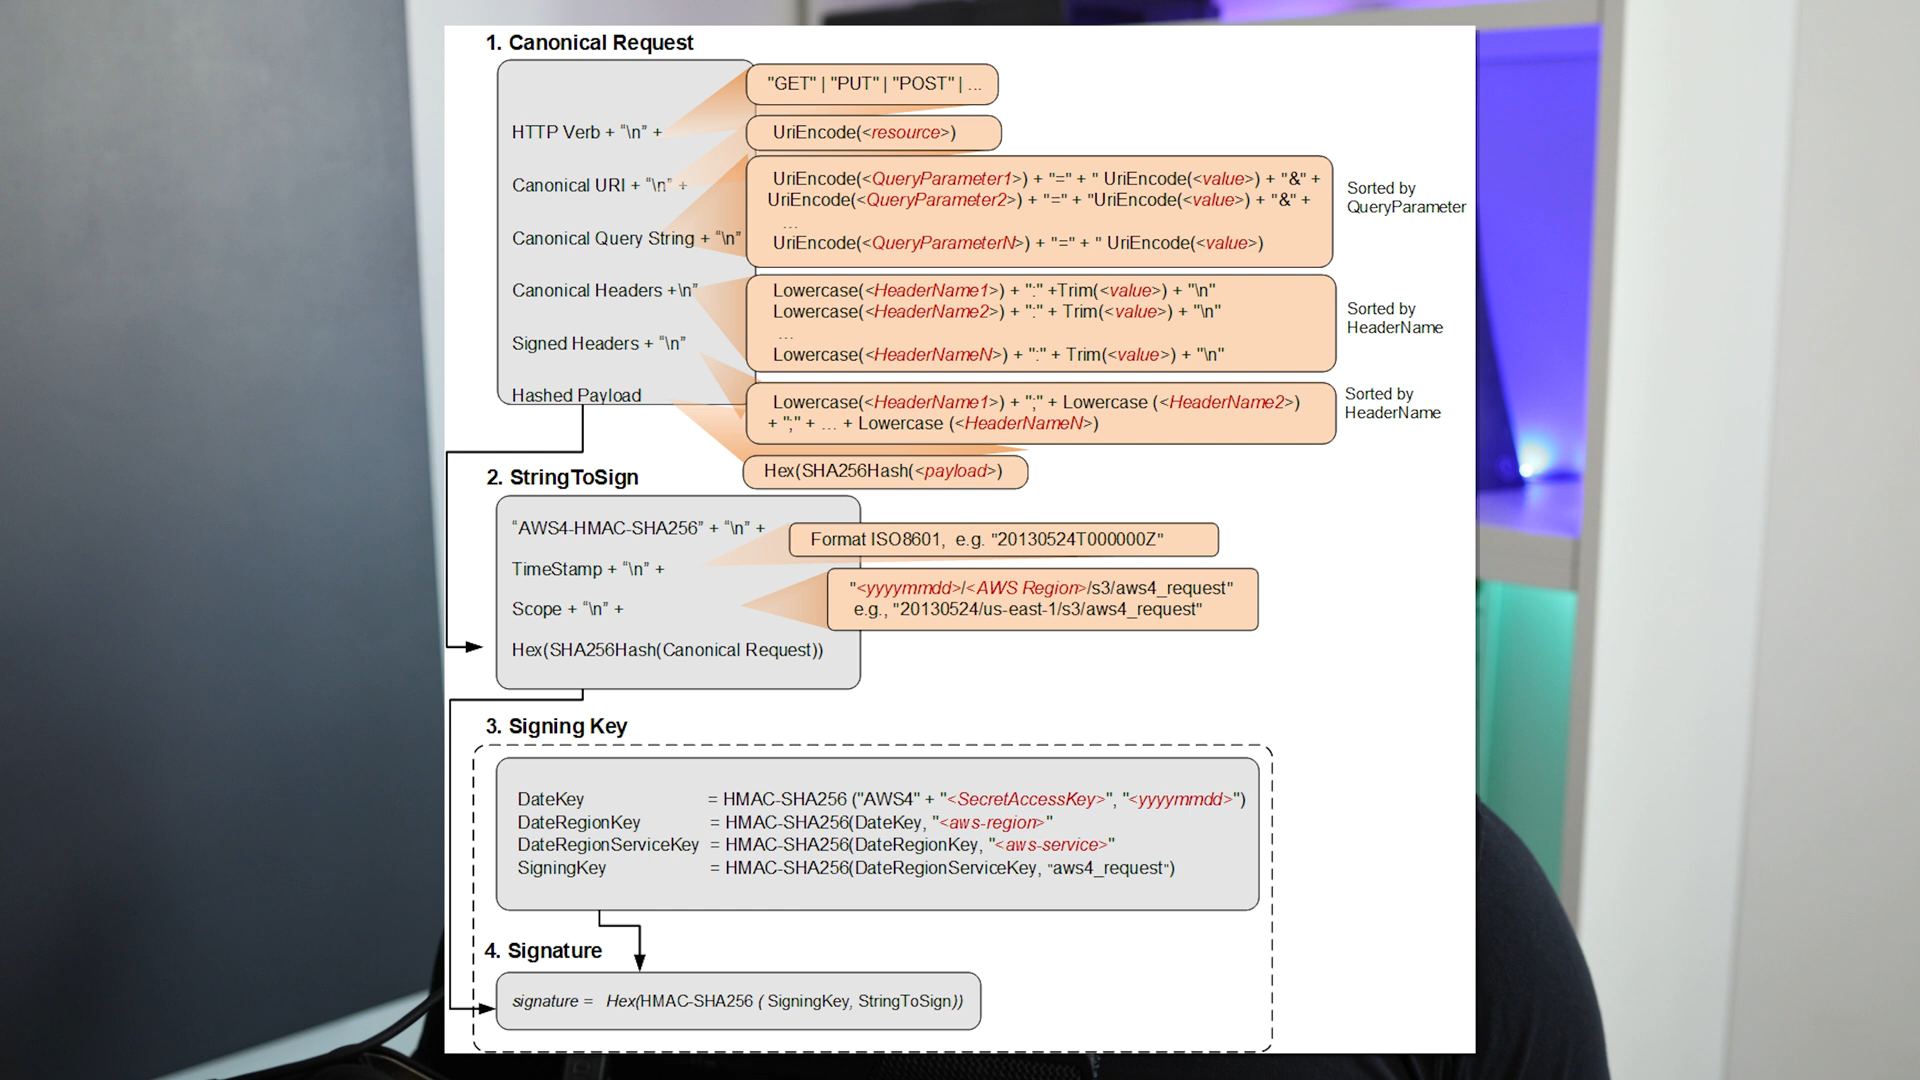 1. Canonical Request
"GET" | "PUT" | "POST" | ...
HTTP Verb + “\n” +
UriEncode(<resource>)
Canonical URI + “\n” +
UriEncode(<QueryParameter1>) + "=" + " UriEncode(<value>) + "&" +
UriEncode(<QueryParameter2>) + "=" + "UriEncode(<value>) + "&" +
...
UriEncode(<QueryParameterN>) + "=" + " UriEncode(<value>)
Sorted by
QueryParameter
Canonical Query String + “\n”
Canonical Headers +\n”
Lowercase(<HeaderName1>) + ":" +Trim(<value>) + "\n"
Lowercase(<HeaderName2>) + ":" + Trim(<value>) + "\n"
...
Lowercase(<HeaderNameN>) + ":" + Trim(<value>) + "\n"
Sorted by
HeaderName
Signed Headers + “\n”
Hashed Payload
Lowercase(<HeaderName1>) + ";" + Lowercase (<HeaderName2>)
+ ";" + ... + Lowercase (<HeaderNameN>)
Sorted by
HeaderName
Hex(SHA256Hash(<payload>)
2. StringToSign
“AWS4-HMAC-SHA256” + “\n” +
Format ISO8601, e.g. "20130524T000000Z"
TimeStamp + “\n” +
"<yyyymmdd>/<AWS Region>/s3/aws4_request"
e.g., "20130524/us-east-1/s3/aws4_request"
Scope + “\n” +
Hex(SHA256Hash(Canonical Request))
3. Signing Key
DateKey = HMAC-SHA256 ("AWS4" + "<SecretAccessKey>", "<yyyymmdd>")
DateRegionKey = HMAC-SHA256(DateKey, "<aws-region>"
DateRegionServiceKey = HMAC-SHA256(DateRegionKey, "<aws-service>"
SigningKey = HMAC-SHA256(DateRegionServiceKey, "aws4_request")
4. Signature
signature = Hex(HMAC-SHA256 ( SigningKey, StringToSign))